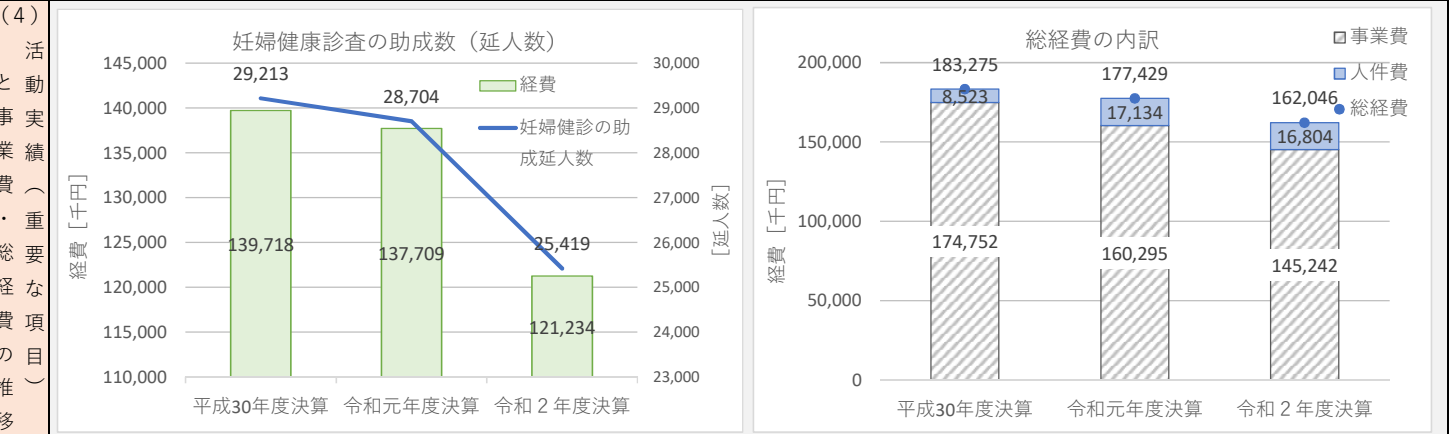 (4)
活動実績（重要な項目）
と事業費・総経費の推移
妊婦健康診査の助成数（延人数）
145,000
140,000
135,000
130,000
125,000
120,000
115,000
110,000
経費［千円］
30,000
29,000
28,000
27,000
26,000
25,000
24,000
23,000
［延人数］
29,213
28,704
25,419
139,718
137,709
121,234
経費
妊婦健診の助
成延人数
平成30年度決算
令和元年度決算
令和２年度決算
総経費の内訳
事業費
人件費
総経費
200,000
150,000
100,000
50,000
0
経費［千円］
183,275
177,429
162,046
8,523
17,134
16,804
174,752
160,295
145,242
平成30年度決算
令和元年度決算
令和２年度決算